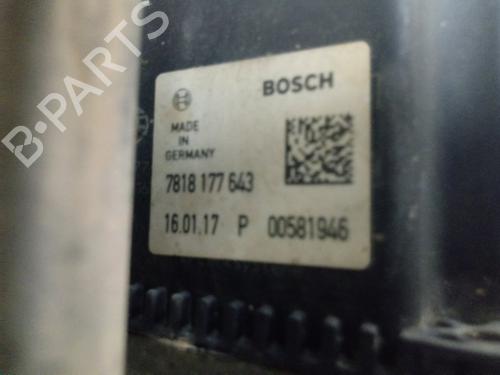 BOSCH
MADE
IN
GERMANY
7818 177 643
16.01.17 P 00581946
B-PARTS